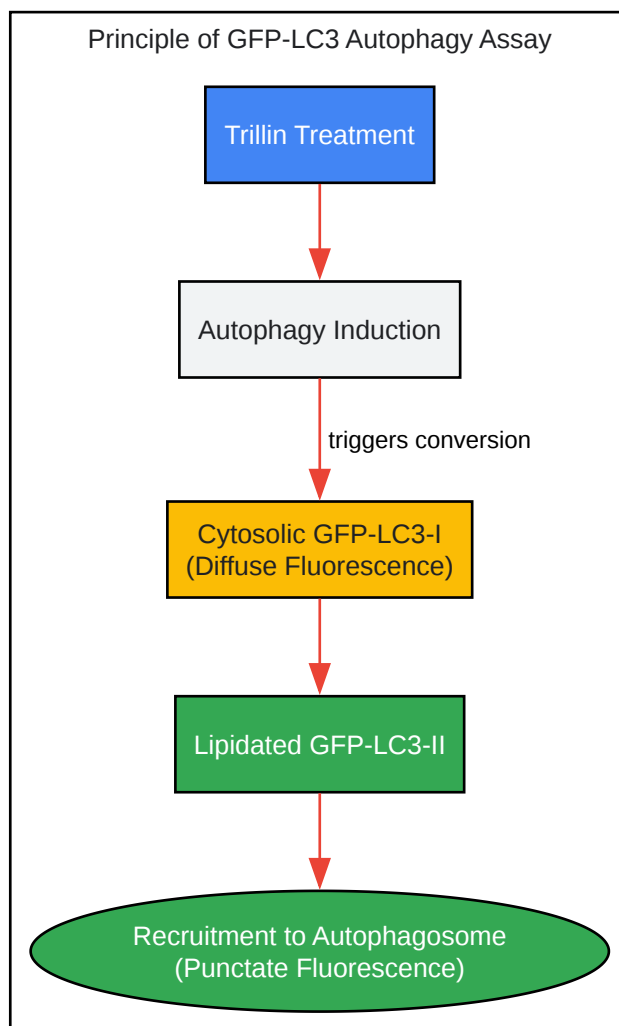 Principle of GFP-LC3 Autophagy Assay
Trillin Treatment
Autophagy Induction
triggers conversion
Cytosolic GFP-LC3-I
(Diffuse Fluorescence)
Lipidated GFP-LC3-II
Recruitment to Autophagosome
(Punctate Fluorescence)